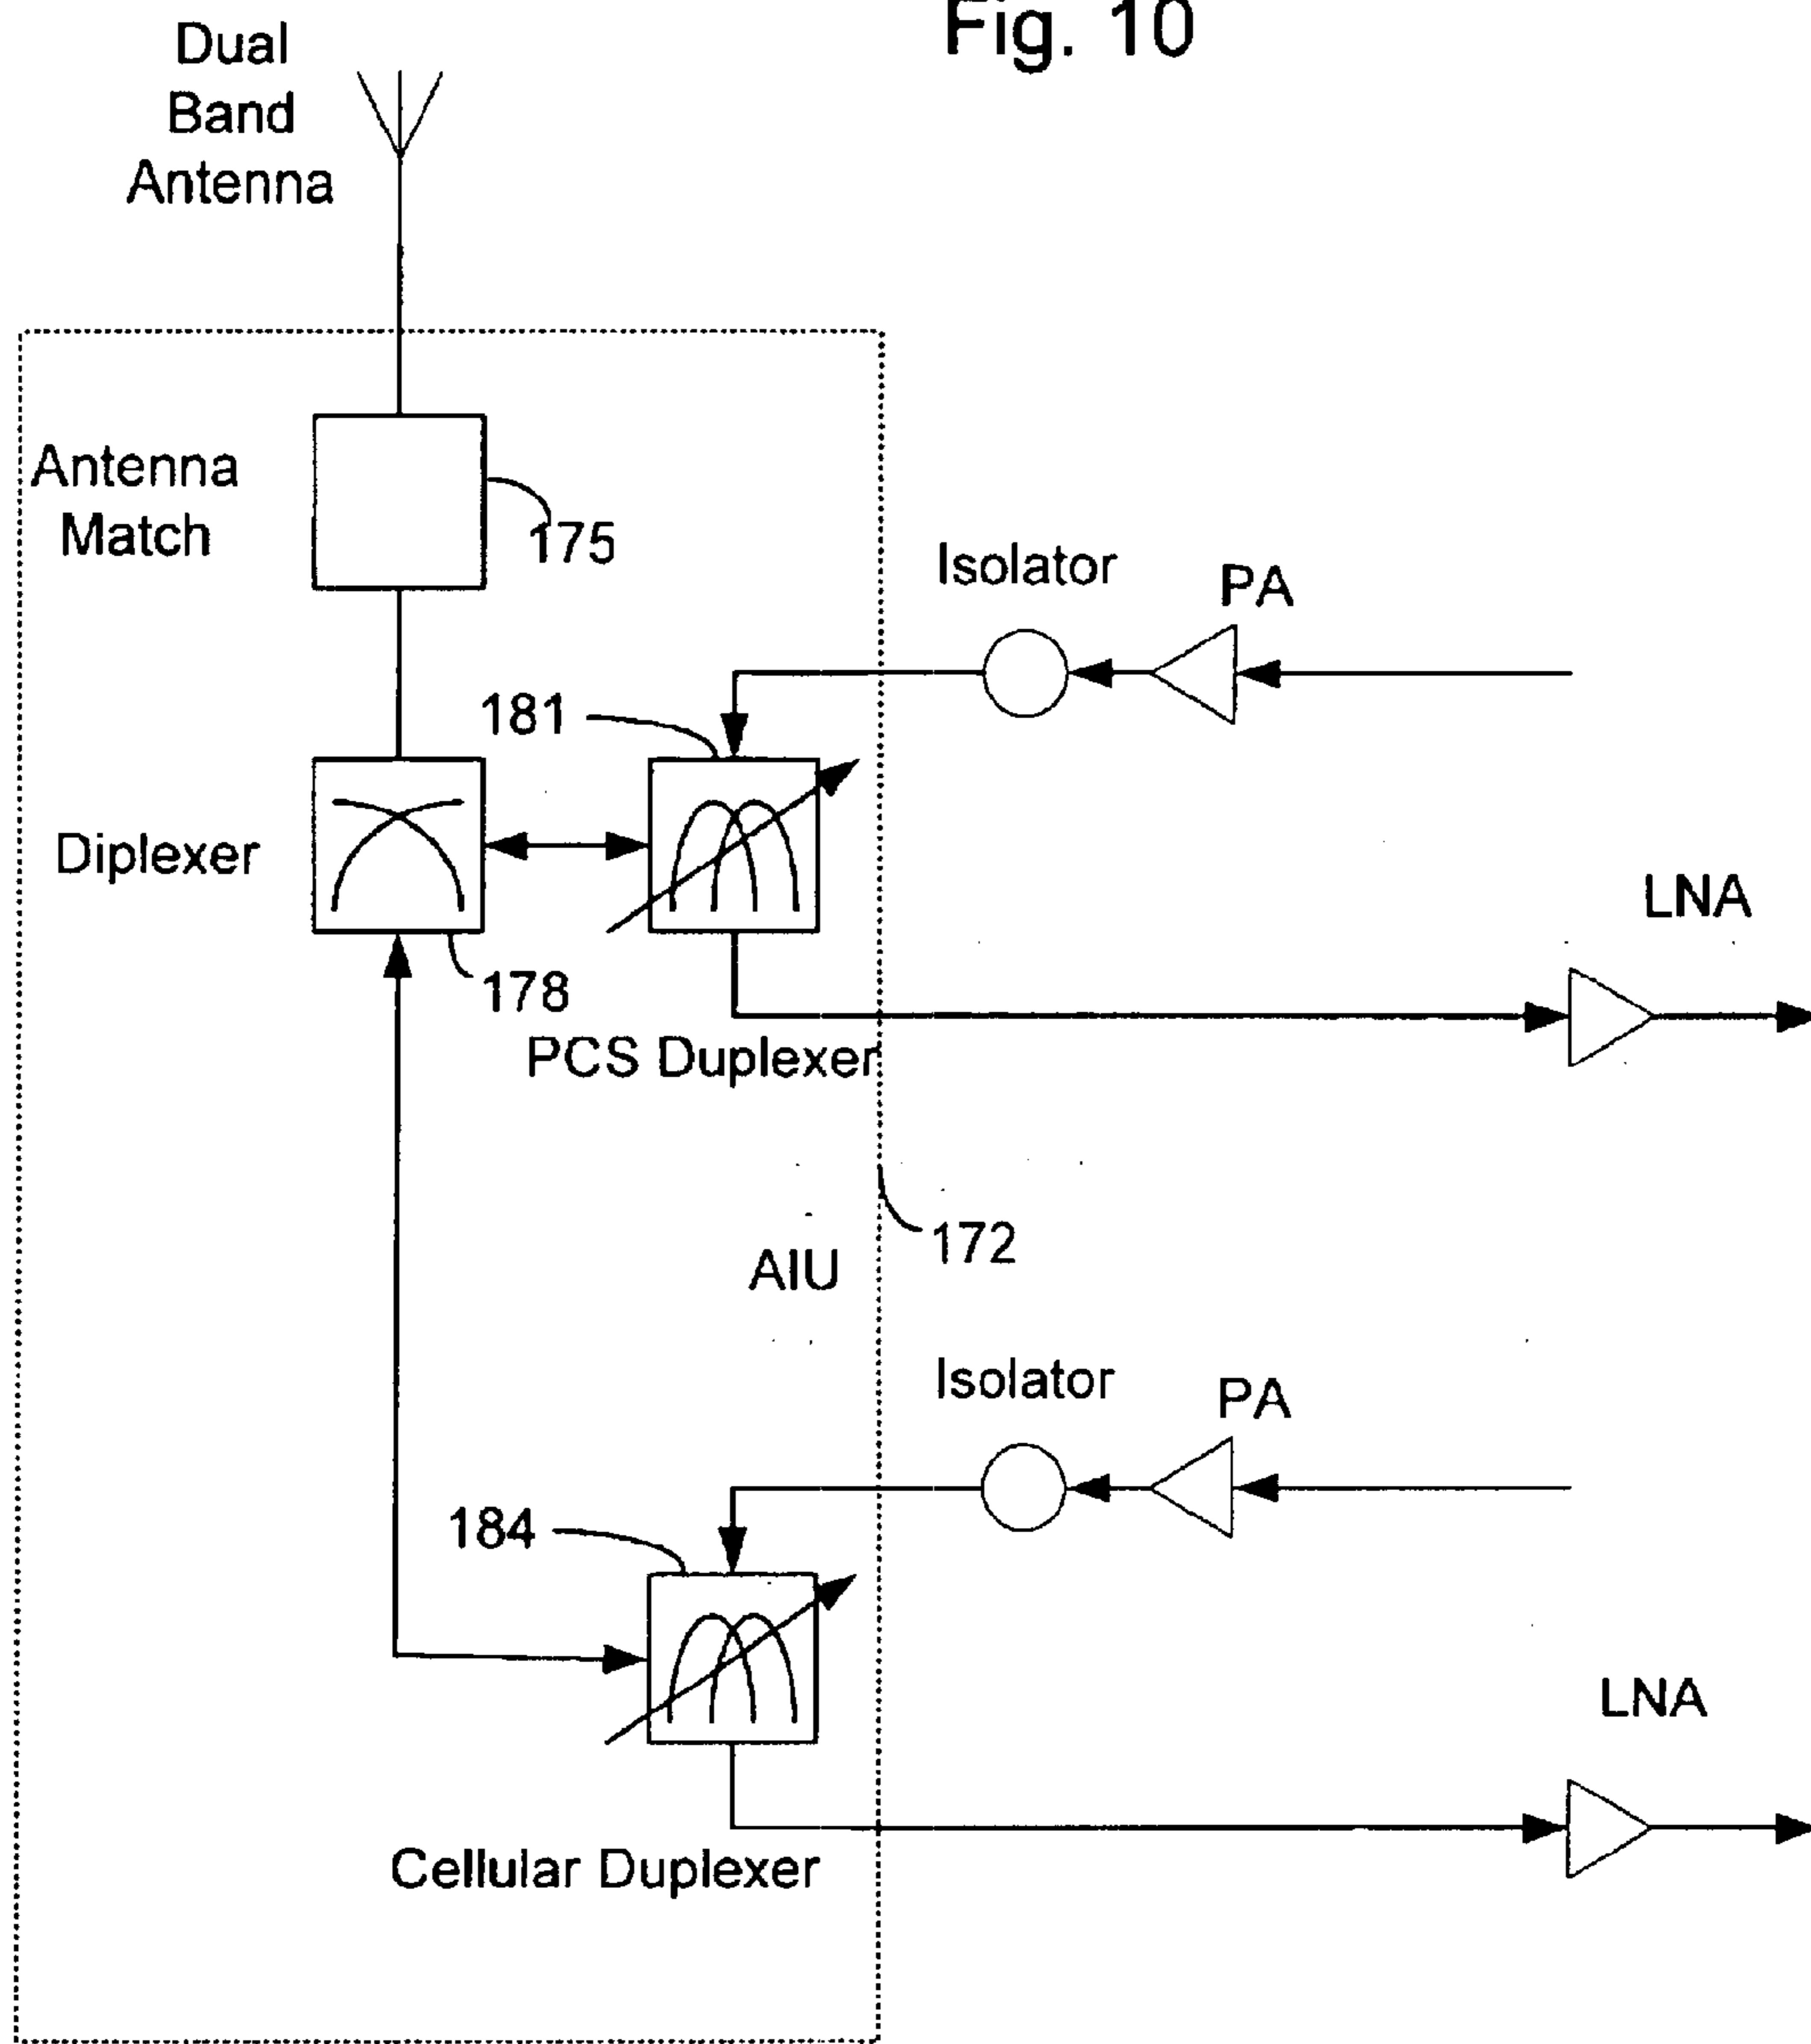 Fig. 10
Dual
Band
Antenna
Antenna
Match
175
Isolator
PA
181
Diplexer
LNA
178
PCS Duplexer
172
AIU
Isolator
PA
184
LNA
Cellular Duplexer